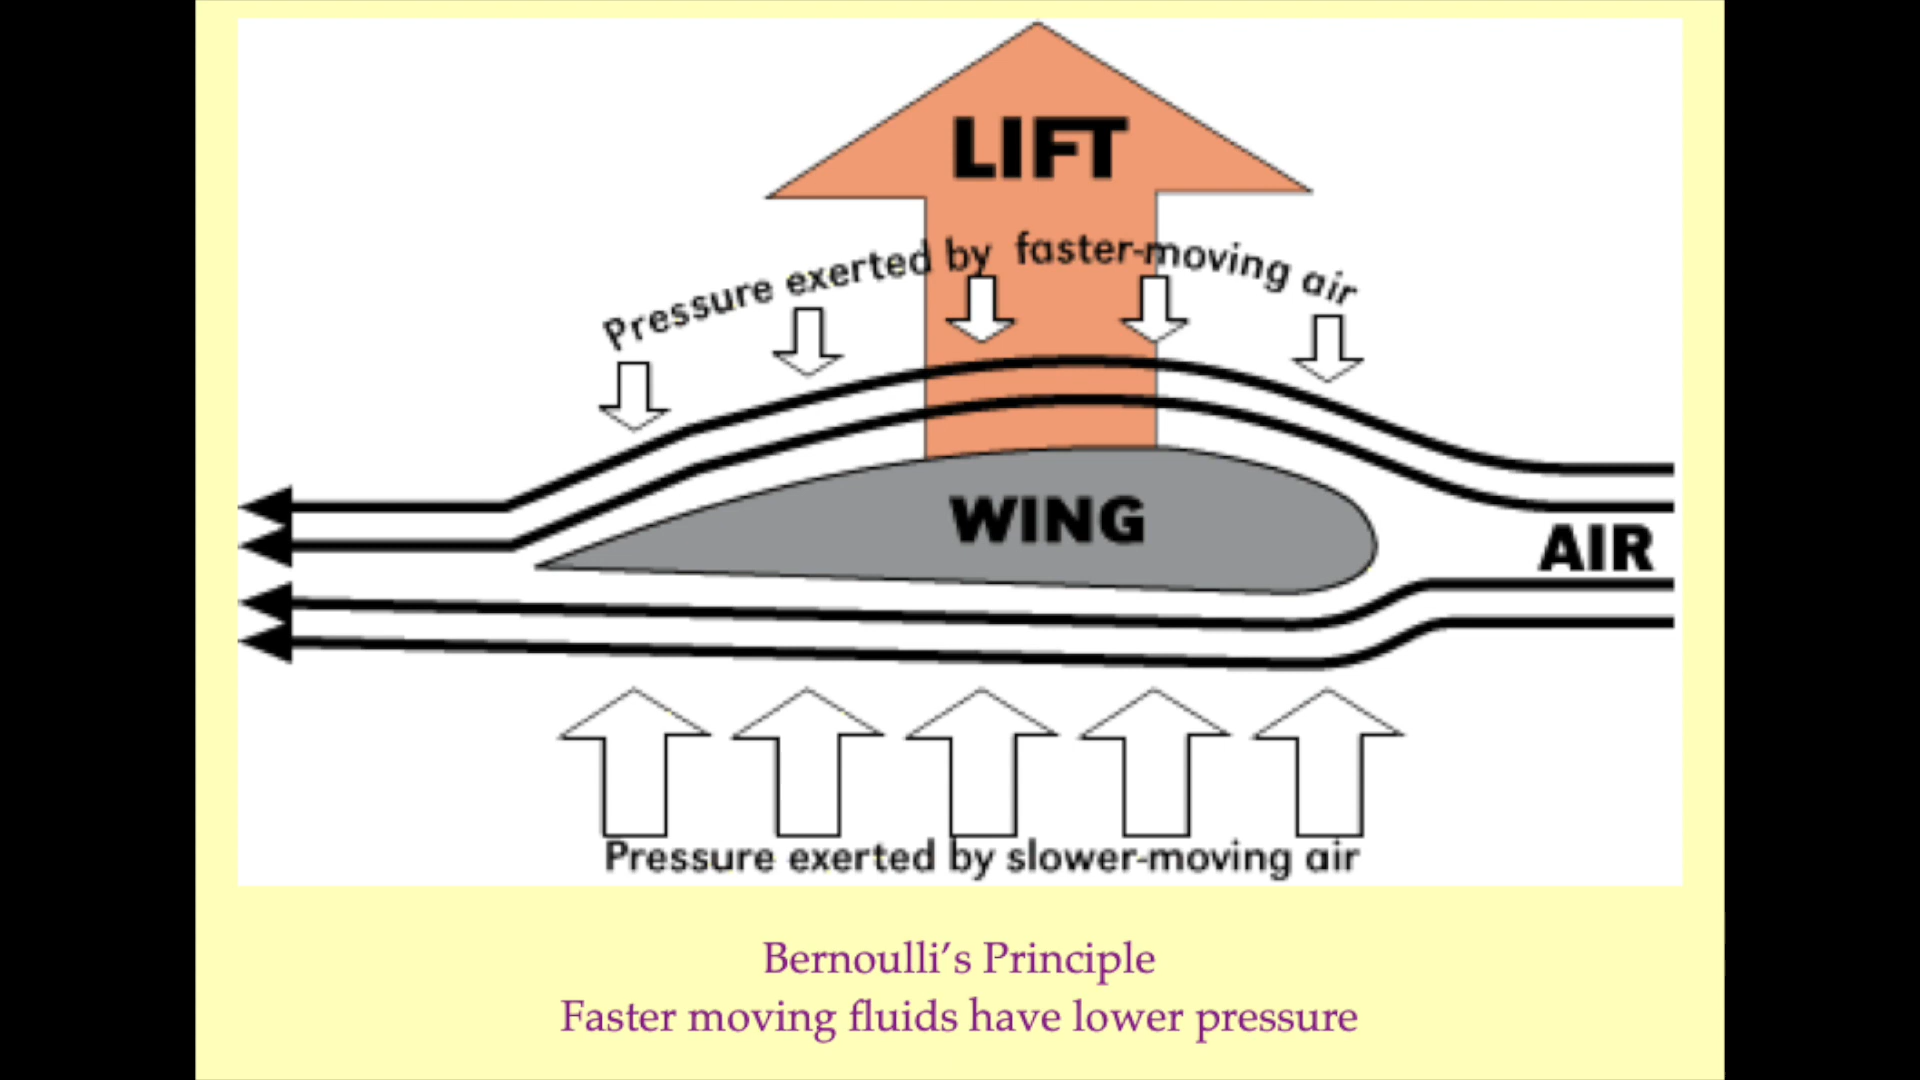 LIFT
Pressure exerted by faster-moving air
WING
AIR
Pressure exerted by slower-moving air
Bernoulli’s Principle
Faster moving fluids have lower pressure